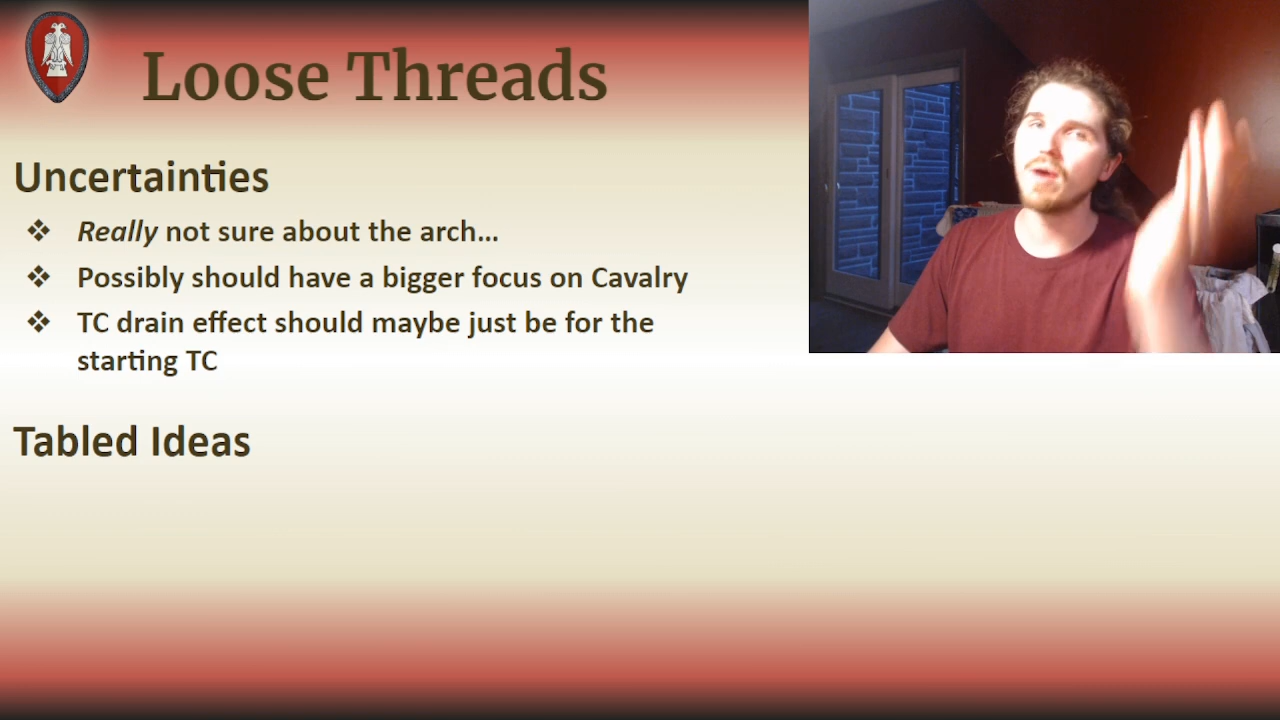 Loose Threads
Uncertainties
❖ Really not sure about the arch…
❖ Possibly should have a bigger focus on Cavalry
❖ TC drain effect should maybe just be for the
starting TC
Tabled Ideas